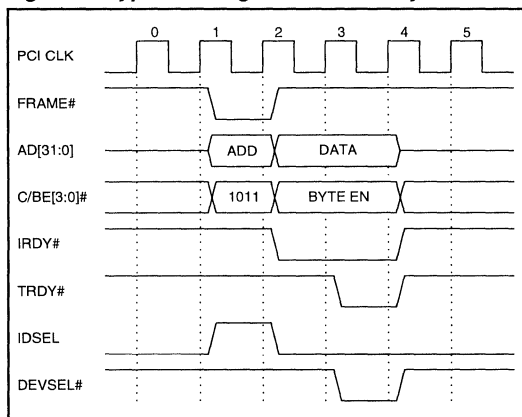 0 1 2 3 4 5
PCI CLK
FRAME#
AD[31:0] ADD DATA
C/BE[3:0]# 1011 BYTE EN
IRDY#
TRDY#
IDSEL
DEVSEL#